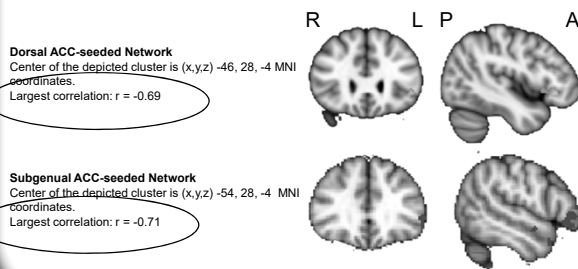 R L P A
Dorsal ACC-seeded Network
Center of the depicted cluster is (x,y,z) -46, 28, -4 MNI
coordinates.
Largest correlation: r = -0.69
Subgenual ACC-seeded Network
Center of the depicted cluster is (x,y,z) -54, 28, -4 MNI
coordinates.
Largest correlation: r = -0.71